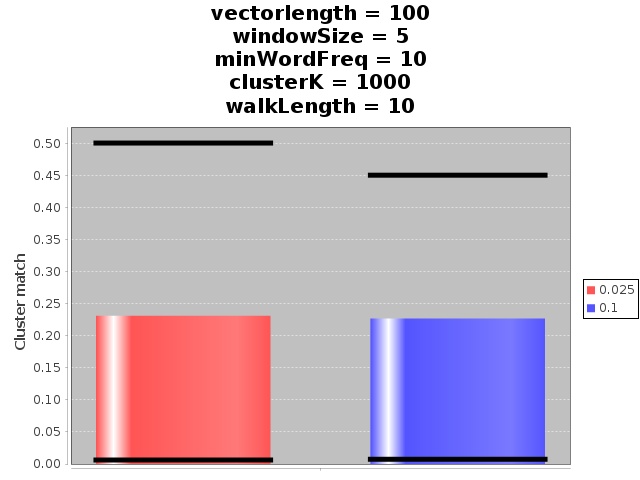 vectorlength = 100
windowSize = 5
minWordFreq = 10
clusterK = 1000
walkLength = 10
Cluster match
0.50
0.45
0.40
0.35
0.30
0.25
0.20
0.15
0.10
0.05
0.00
0.025
0.1